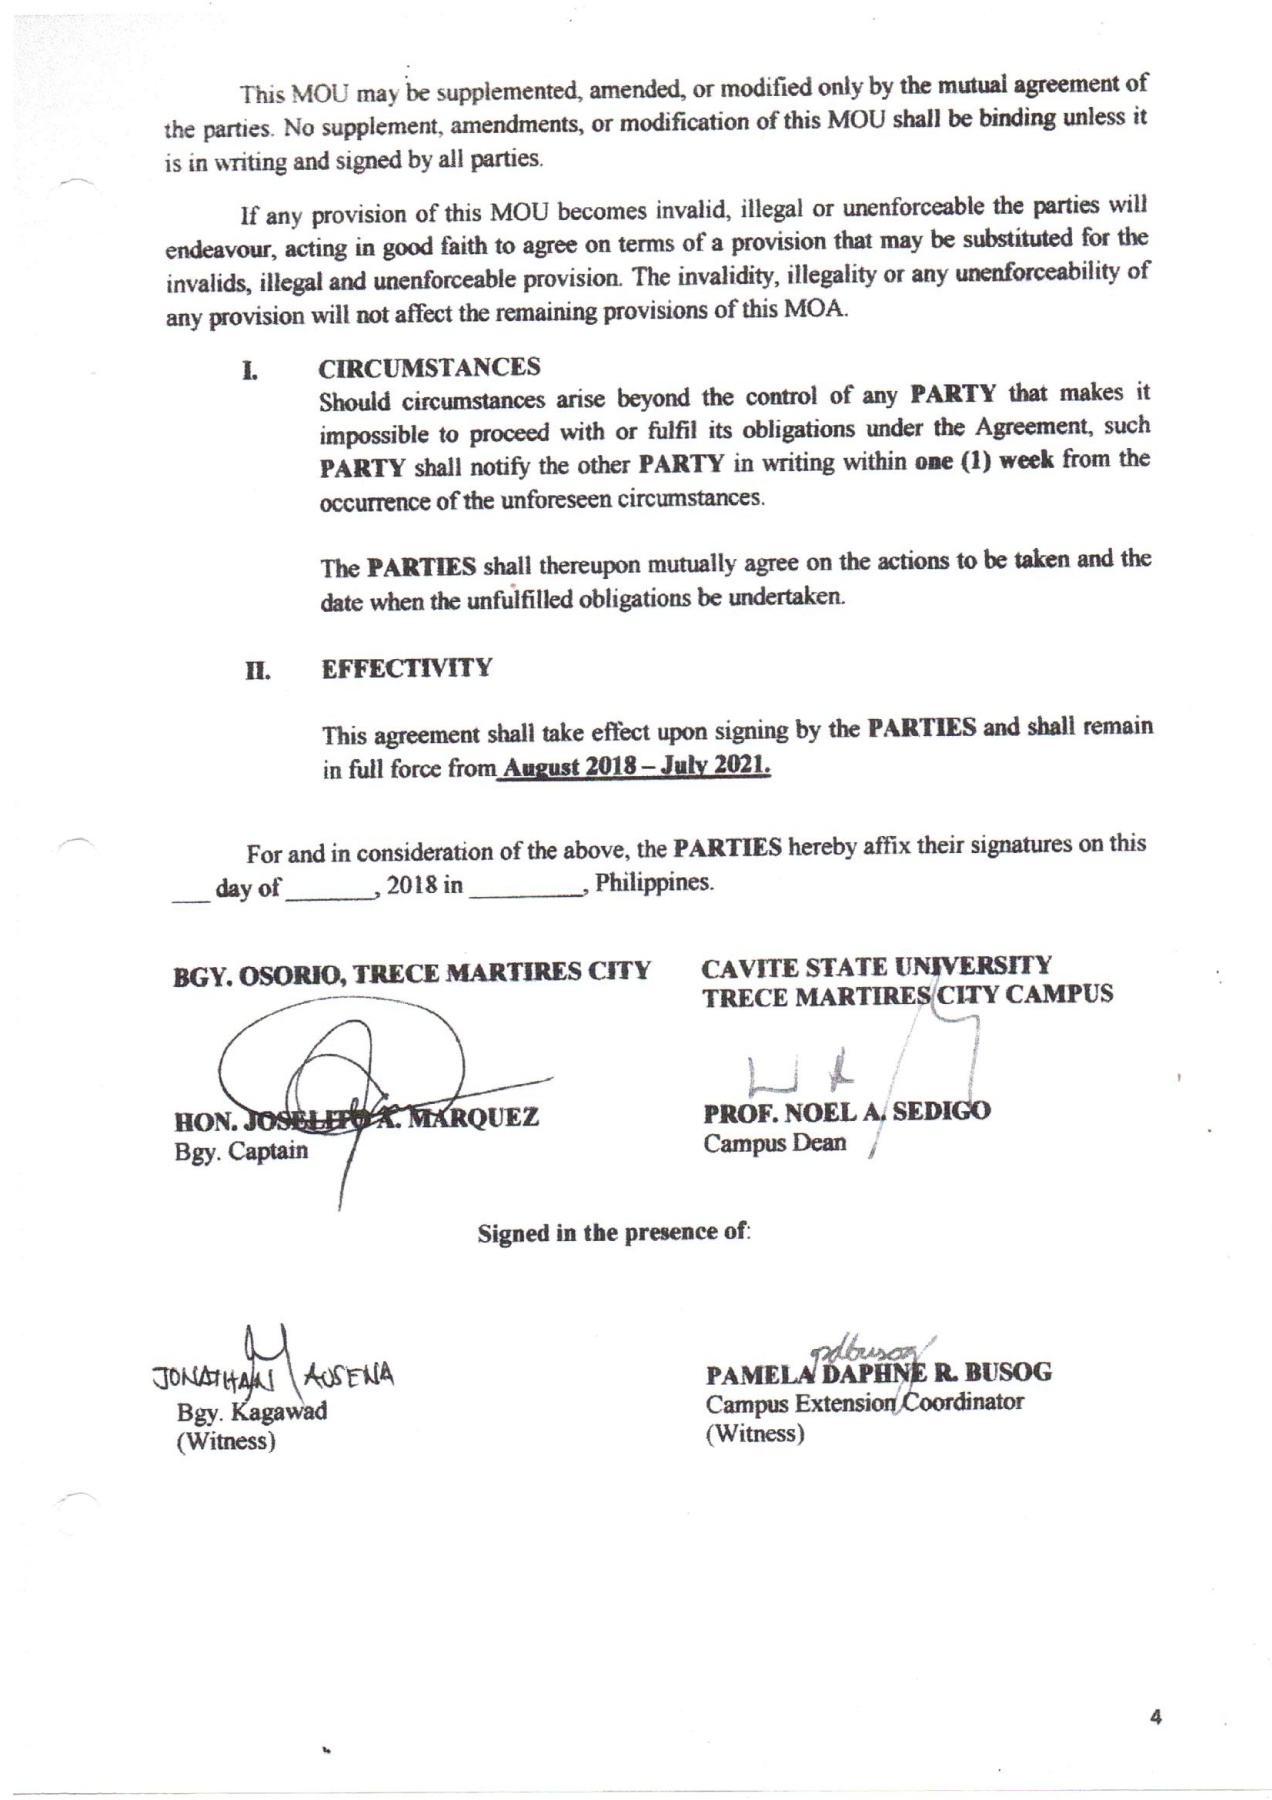 This MOU may be supplemented, amended, or modified only by the mutual agreement of
the parties. No supplement, amendments, or modification of this MOU shall be binding unless it
is in writing and signed by all parties.
If any provision of this MOU becomes invalid, illegal or unenforceable the parties will
endeavour, acting in good faith to agree on terms of a provision that may be substituted for the
invalids, illegal and unenforceable provision. The invalidity, illegality or any unenforceability of
any provision will not affect the remaining provisions of this MOA.
I. CIRCUMSTANCES
Should circumstances arise beyond the control of any PARTY that makes it
impossible to proceed with or fulfil its obligations under the Agreement, such
PARTY shall notify the other PARTY in writing within one (1) week from the
occurrence of the unforeseen circumstances.
The PARTIES shall thereupon mutually agree on the actions to be taken and the
date when the unfulfilled obligations be undertaken.
II. EFFECTIVITY
This agreement shall take effect upon signing by the PARTIES and shall remain
in full force from August 2018 – July 2021.
For and in consideration of the above, the PARTIES hereby affix their signatures on this
___ day of _______, 2018 in _________, Philippines.
BGY. OSORIO, TRECE MARTIRES CITY
CAVITE STATE UNIVERSITY
TRECE MARTIRES CITY CAMPUS
HON. JOSELITO A. MARQUEZ
Bgy. Captain
PROF. NOEL A. SEDIGO
Campus Dean
Signed in the presence of:
JONATHAN AUSENA
Bgy. Kagawad
(Witness)
pdbusog
PAMELA DAPHNE R. BUSOG
Campus Extension Coordinator
(Witness)
4